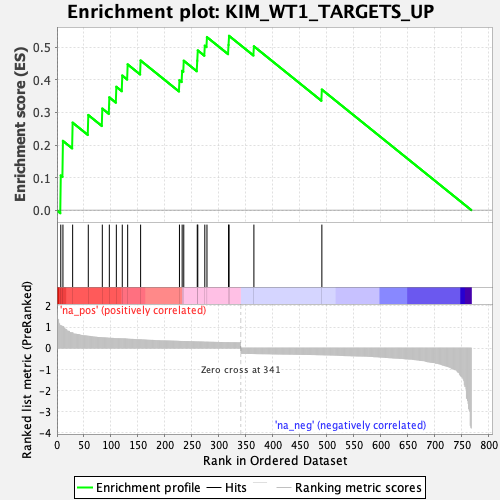 Enrichment plot: KIM_WT1_TARGETS_UP
Enrichment score (ES)
0.5
0.4
0.3
0.2
0.1
0.0
'na_pos' (positively correlated)
Ranked list metric (PreRanked)
2
1
0
-1
-2
-3
-4
Zero cross at 341
'na_neg' (negatively correlated)
0 50 100 150 200 250 300 350 400 450 500 550 600 650 700 750 800
Rank in Ordered Dataset
Enrichment profile Hits Ranking metric scores